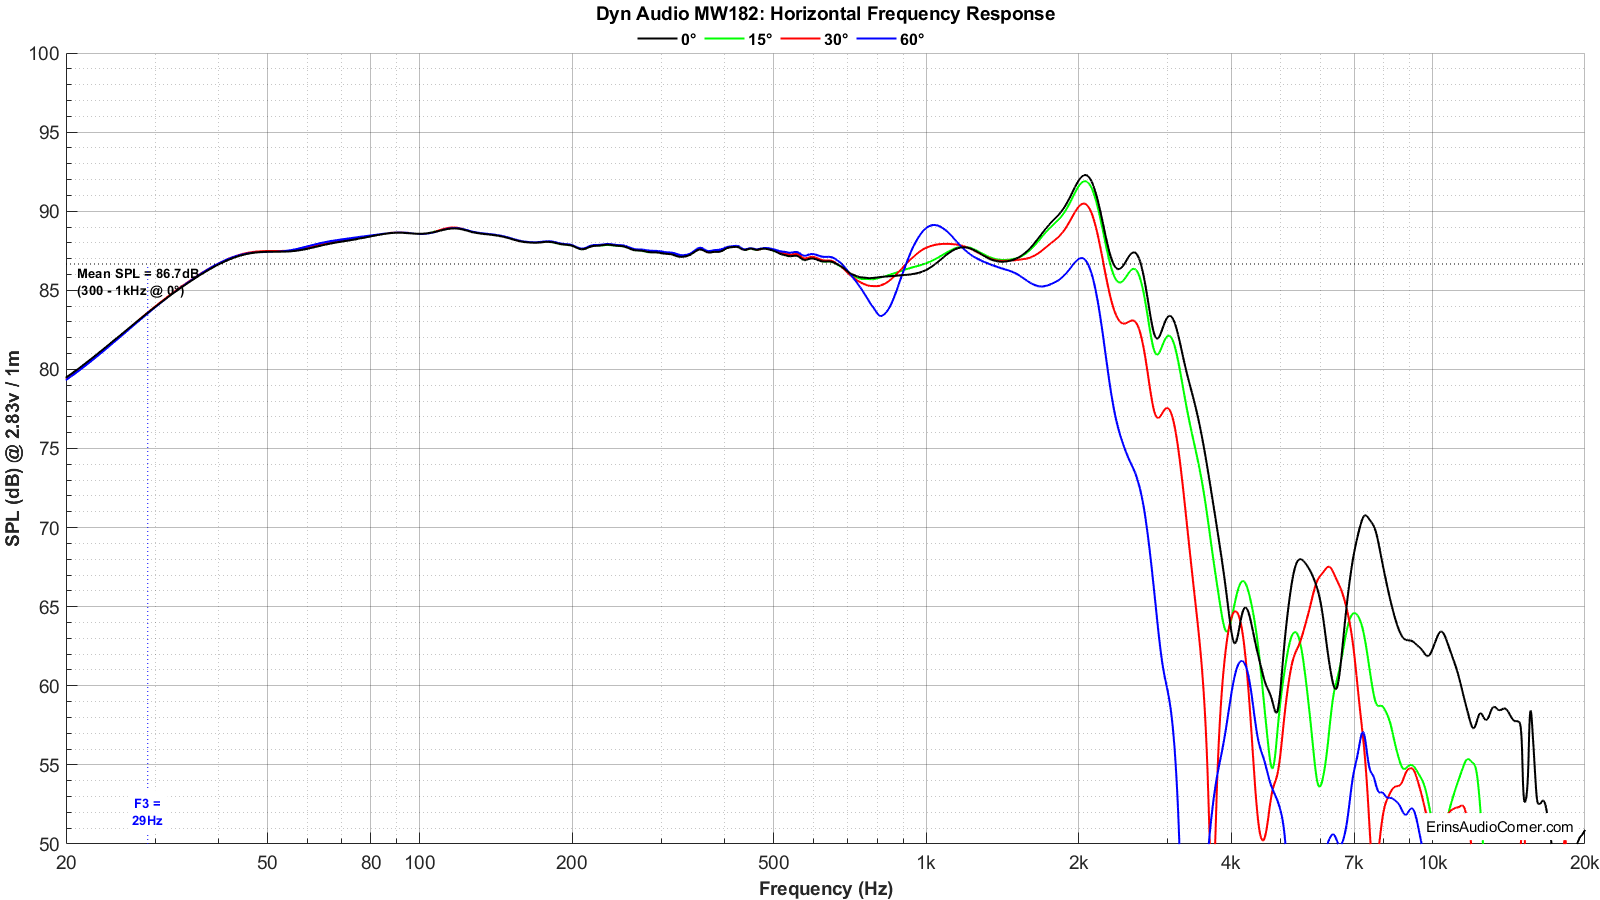 Dyn Audio MW182: Horizontal Frequency Response
0° 15° 30° 60°
100
95
90
85
80
75
70
65
60
55
50
SPL (dB) @ 2.83v / 1m
Mean SPL = 86.7dB
(300 - 1kHz @ 0°)
F3 =
29Hz
ErinsAudioCorner.com
20 50 80 100 200 500 1k 2k 4k 7k 10k 20k
Frequency (Hz)